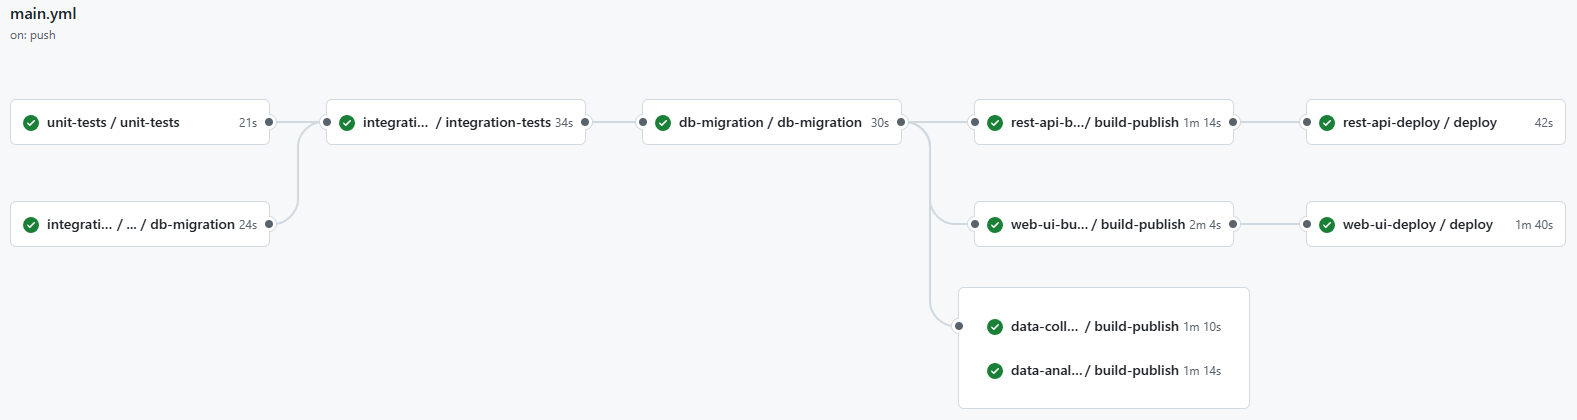 main.yml
on: push
unit-tests / unit-tests 21s
integrati... / integration-tests 34s
db-migration / db-migration 30s
rest-api-b.../ build-publish 1m 14s
rest-api-deploy / deploy 42s
integrati... / ... / db-migration 24s
web-ui-bu... / build-publish 2m 4s
web-ui-deploy / deploy 1m 40s
data-coll... / build-publish 1m 10s
data-anal.../ build-publish 1m 14s